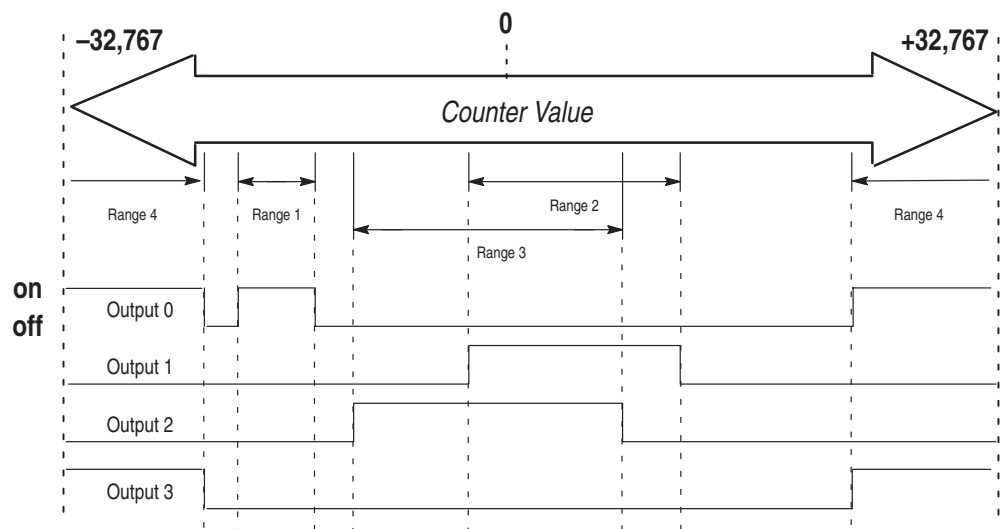 0
–32,767
+32,767
Counter Value
Range 4
Range 1
Range 2
Range 4
Range 3
on
off
Output 0
Output 1
Output 2
Output 3